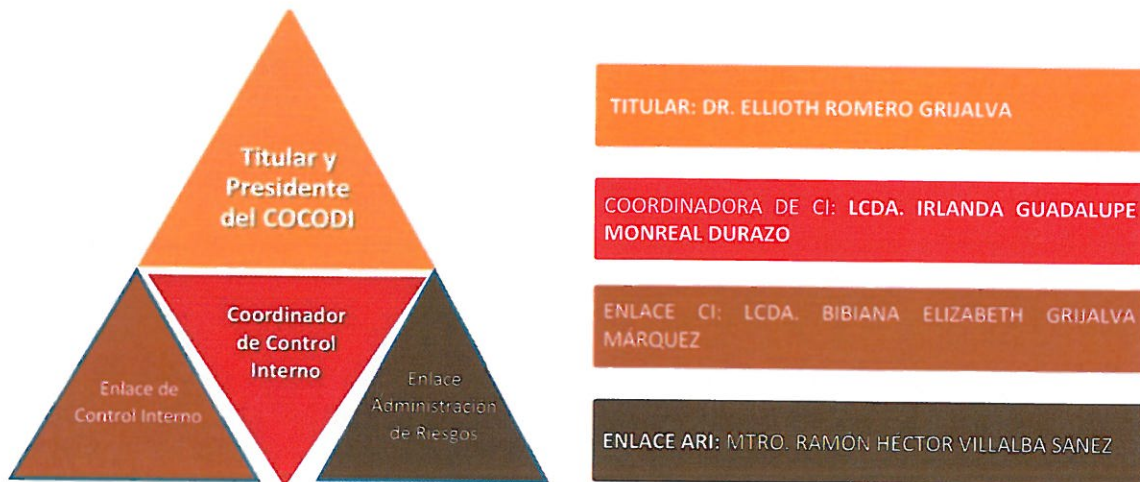 Titular y
Presidente
del COCODI
Coordinador
de Control
Interno
Enlace de
Control Interno
Enlace
Administración
de Riesgos
TITULAR: DR. ELLIOTH ROMERO GRIJALVA
COORDINADORA DE CI: LCDA. IRLANDA GUADALUPE
MONREAL DURAZO
ENLACE CI: LCDA. BIBIANA ELIZABETH GRIJALVA
MÁRQUEZ
ENLACE ARI: MTRO. RAMÓN HÉCTOR VILLALBA SANEZ